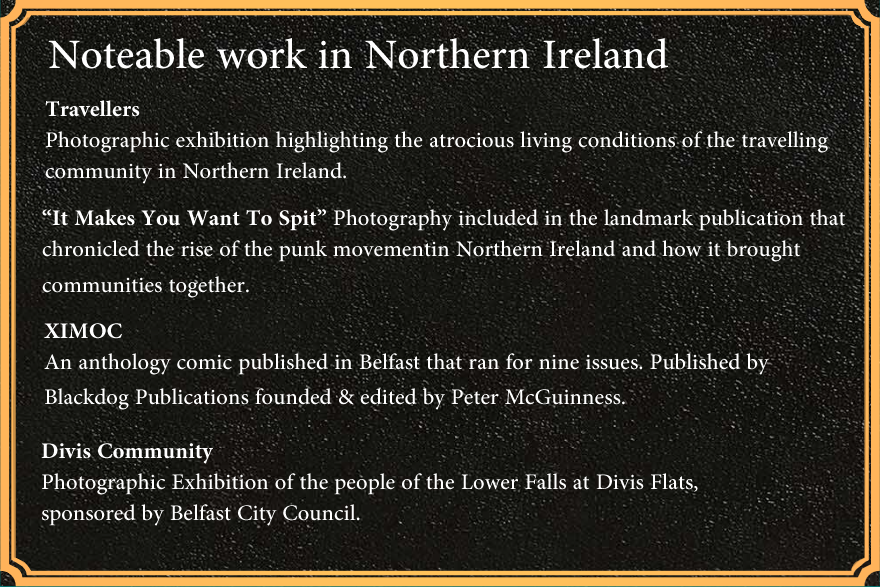 Noteable work in Northern Ireland
Travellers
Photographic exhibition highlighting the atrocious living conditions of the travelling
community in Northern Ireland.
“It Makes You Want To Spit” Photography included in the landmark publication that
chronicled the rise of the punk movementin Northern Ireland and how it brought
communities together.
XIMOC
An anthology comic published in Belfast that ran for nine issues. Published by
Blackdog Publications founded & edited by Peter McGuinness.
Divis Community
Photographic Exhibition of the people of the Lower Falls at Divis Flats,
sponsored by Belfast City Council.